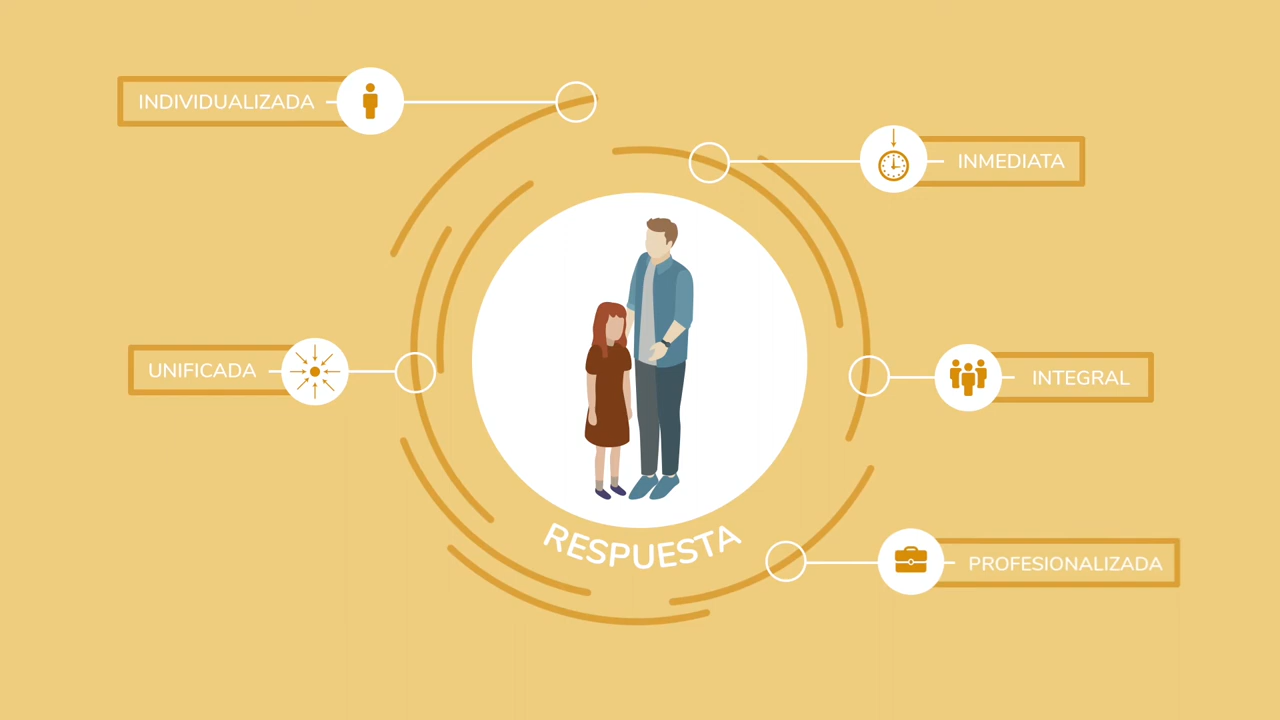 INDIVIDUALIZADA
INMEDIATA
UNIFICADA
INTEGRAL
RESPUESTA
PROFESIONALIZADA